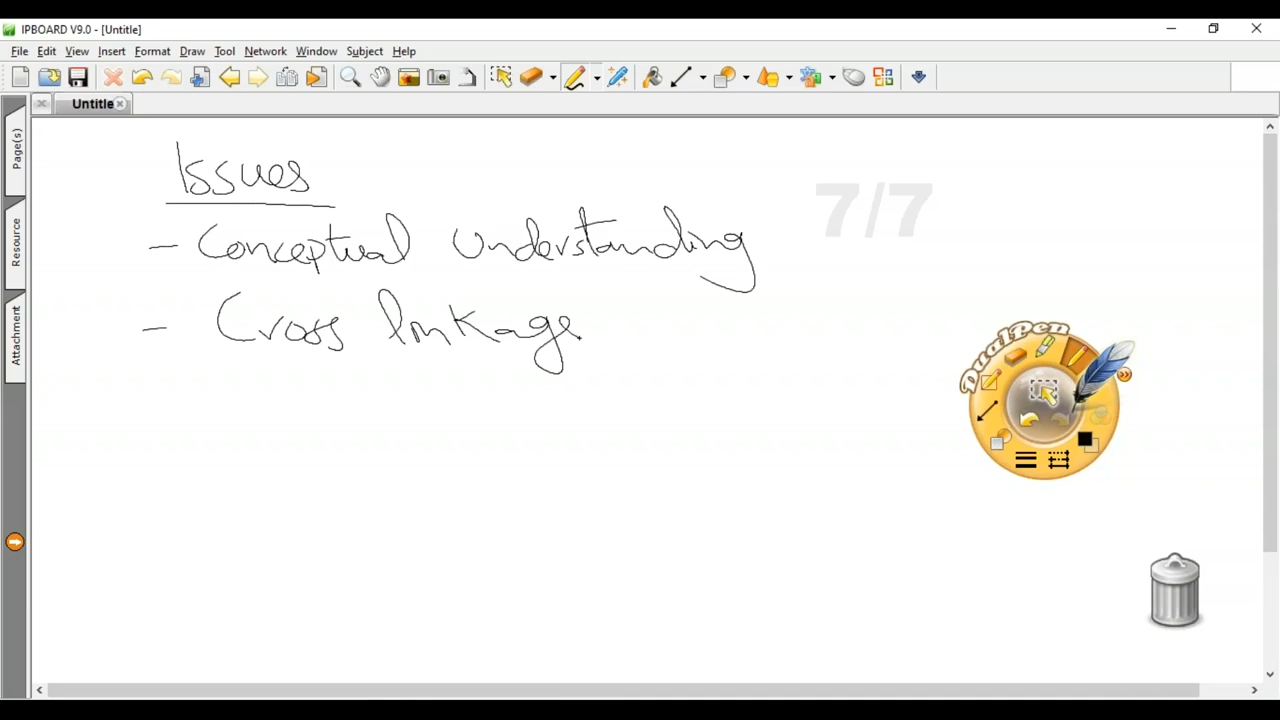 IPBOARD V9.0 - [Untitle]
File Edit View Insert Draw Format Tool Network Window Subject Help
Untitle
Page(s)
Resource
Attachment
7/7
Issues
- Conceptual Understanding
- Cross linkage
DualPen